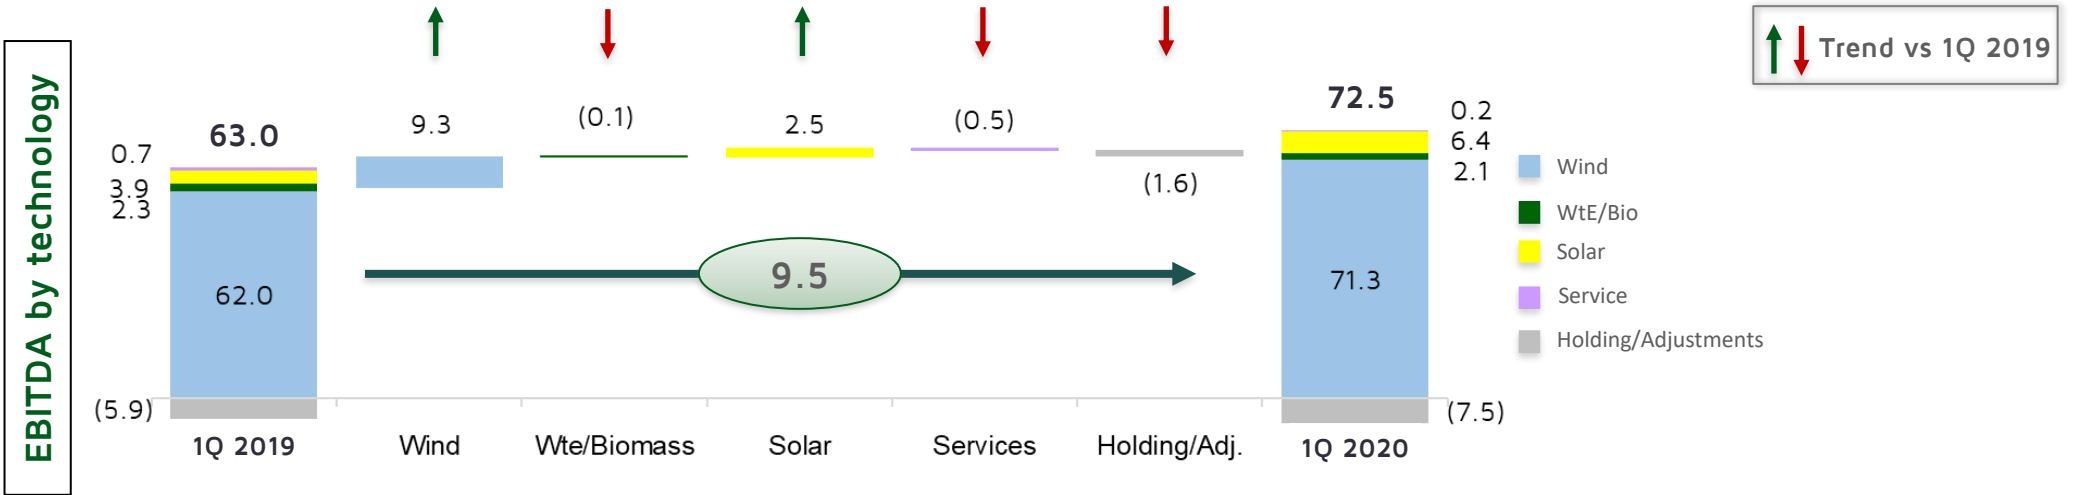 EBITDA by technology
Trend vs 1Q 2019
63.0
0.7
3.9
2.3
62.0
(5.9)
1Q 2019
9.3
(0.1)
2.5
(0.5)
(1.6)
9.5
Wind
Wte/Biomass
Solar
Services
Holding/Adj.
72.5
0.2
6.4
2.1
71.3
(7.5)
1Q 2020
Wind
WtE/Bio
Solar
Service
Holding/Adjustments